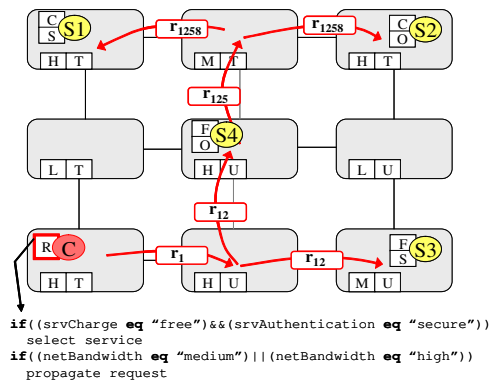 C S S1 r1258 r1258 C O S2
H T M T H T
r125
F O S4
L T H U L U
r12
R C r1 r12 F S S3
H T H U M U
if((srvCharge eq “free”)&&(srvAuthentication eq “secure”))
select service
if((netBandwidth eq “medium”)||(netBandwidth eq “high”))
propagate request